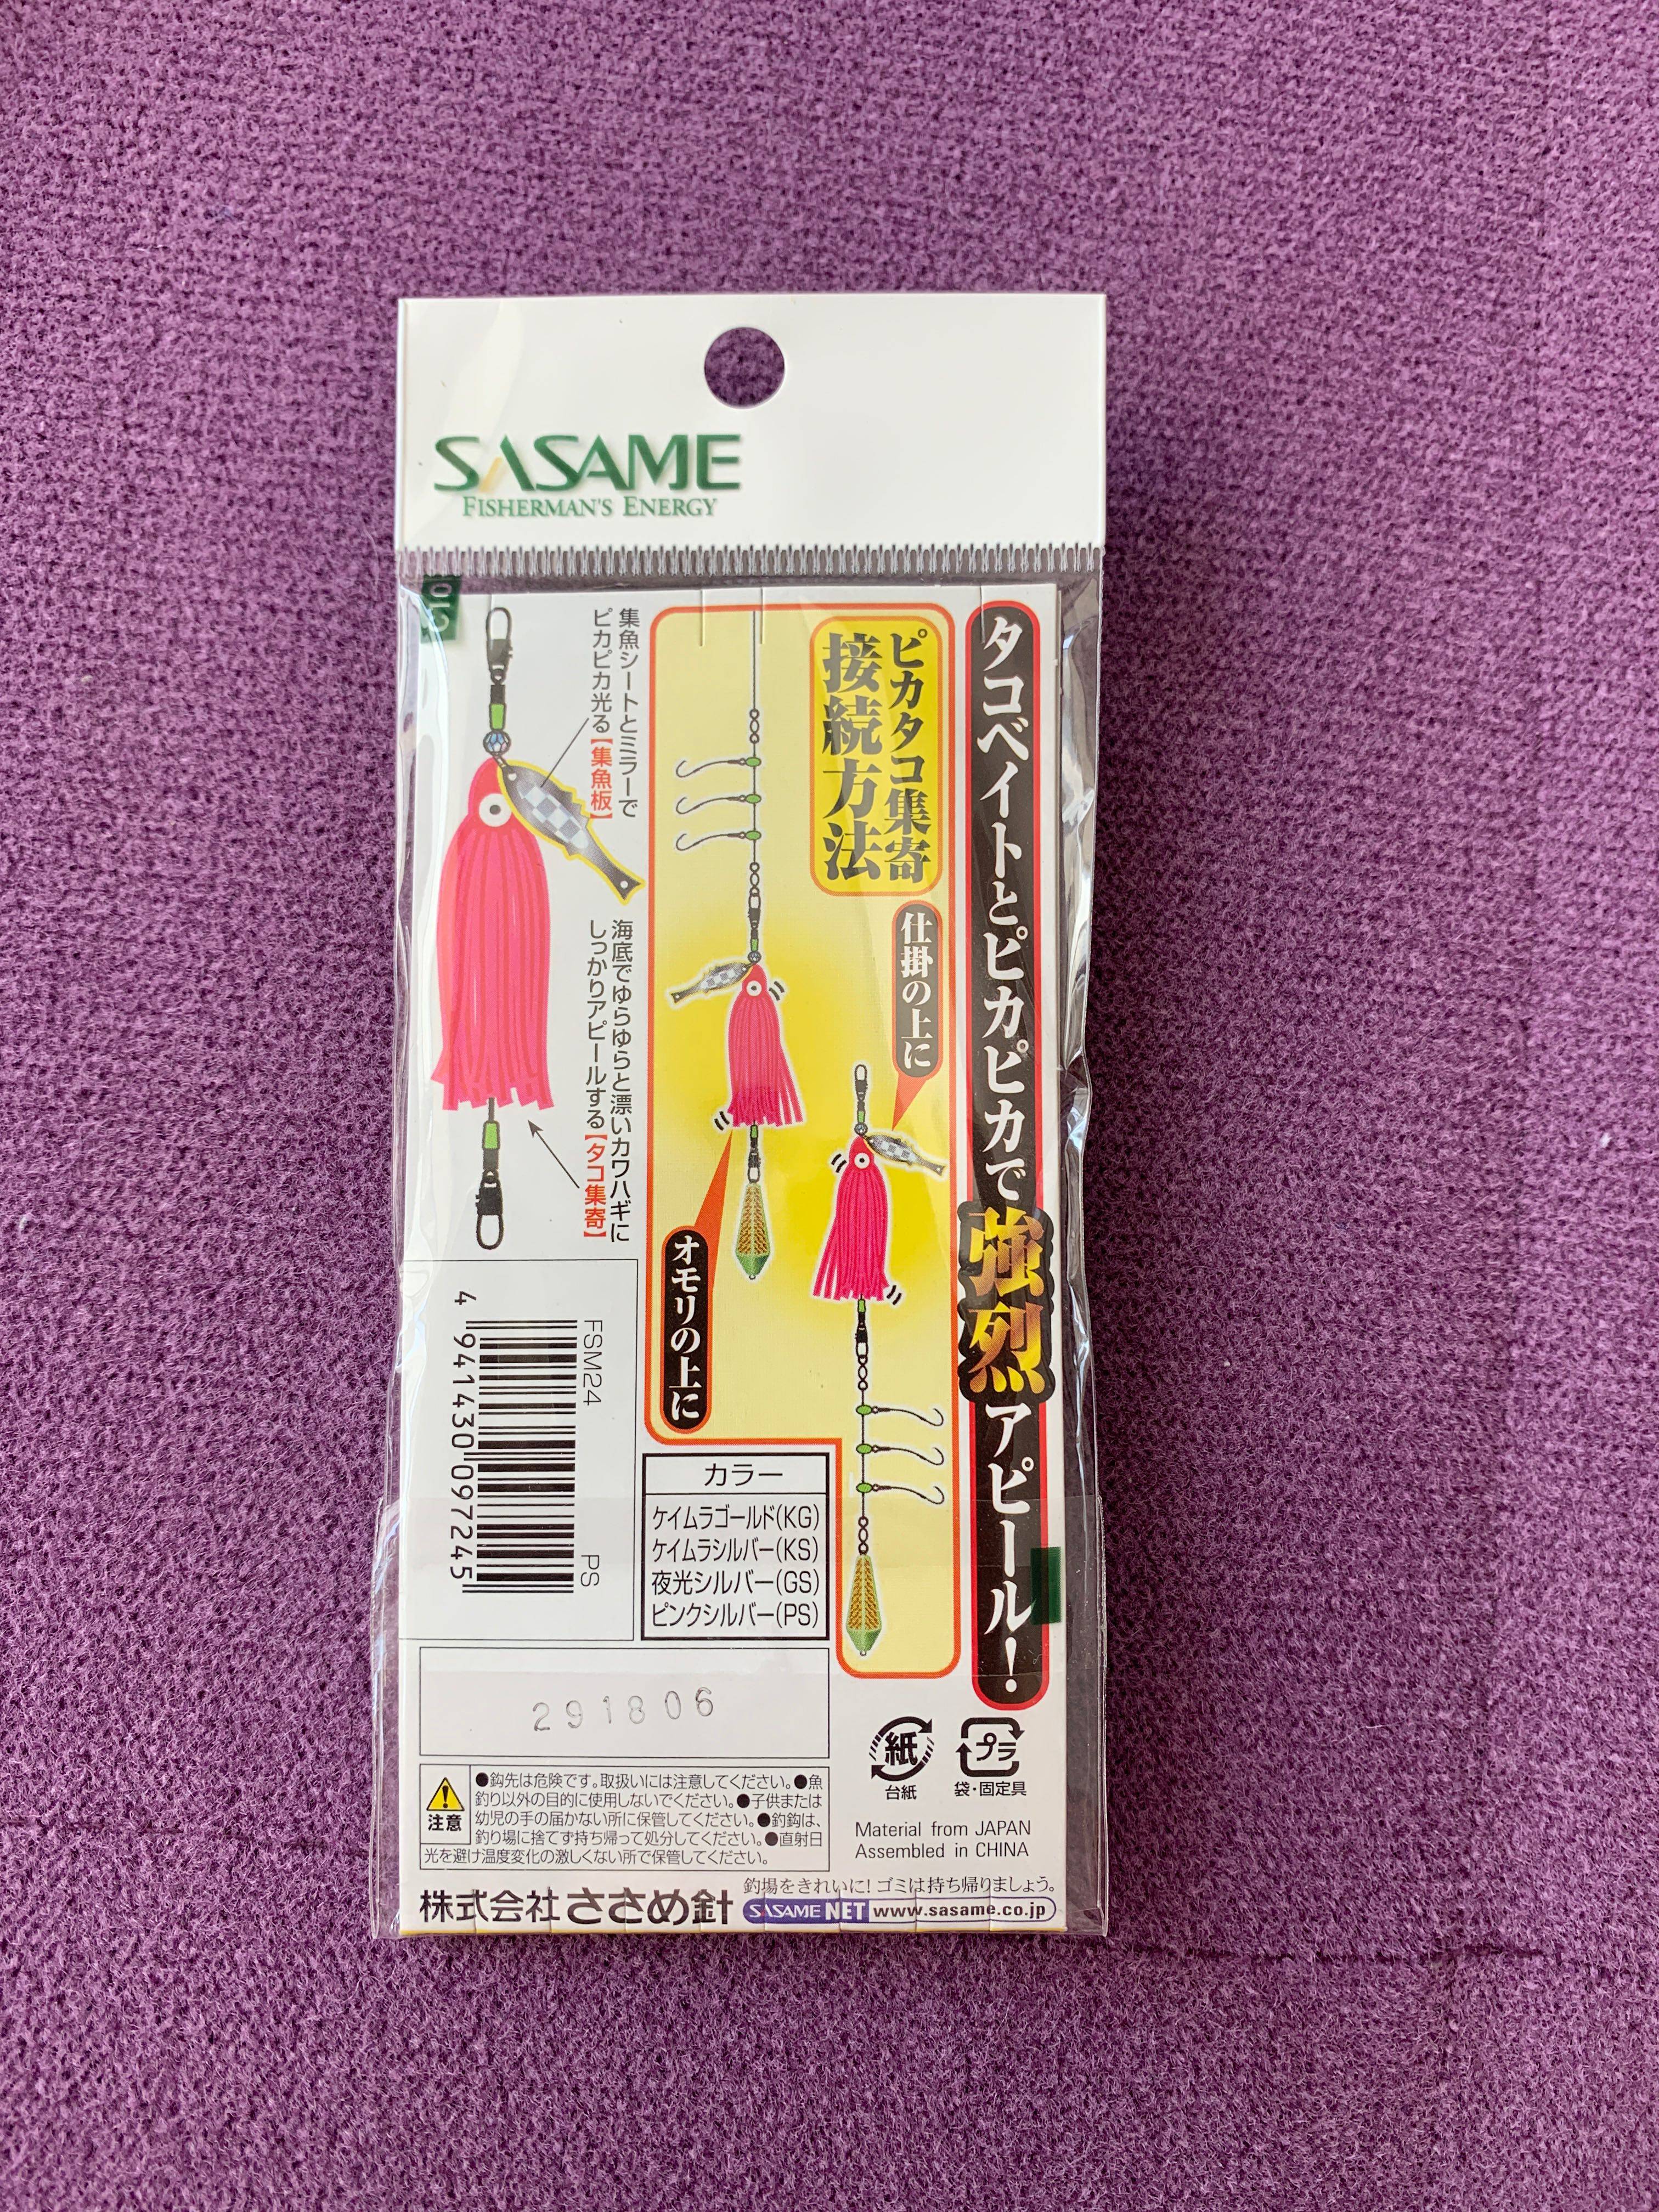 SASAME
FISHERMAN'S ENERGY
タコベイトとピカピカで強烈アピール!
ピカタコ集寄
接続方法
仕掛の上に
オモリの上に
集魚シートとミラーで
ピカピカ光る【集魚板】
海底でゆらゆらと漂いカワハギに
しっかりアピールする【タコ集寄】
FSM24 PS
4 941430 097245
カラー
ケイムラゴールド(KG)
ケイムラシルバー(KS)
夜光シルバー(GS)
ピンクシルバー(PS)
291806
紙
台紙
プラ
袋・固定具
注意
●鈎先は危険です。取扱いには注意してください。●魚
釣り以外の目的に使用しないでください。●子供または
幼児の手の届かない所に保管してください。●釣鈎は、
釣り場に捨てず持ち帰って処分してください。●直射日
光を避け温度変化の激しくない所で保管してください。
Material from JAPAN
Assembled in CHINA
釣場をきれいに!ゴミは持ち帰りましょう。
株式会社ささめ針
SASAME NET www.sasame.co.jp